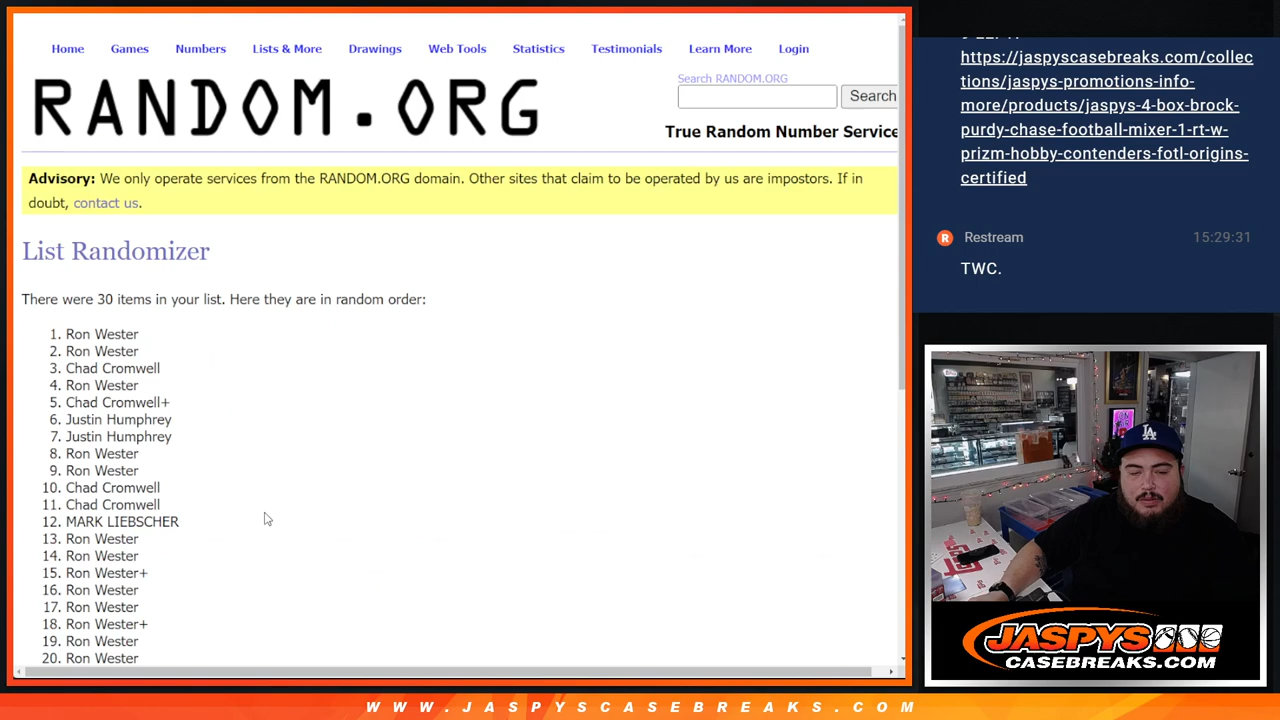 Home Games Numbers Lists & More Drawings Web Tools Statistics Testimonials Learn More Login
RANDOM.ORG
Search RANDOM.ORG
Search
True Random Number Service
Advisory: We only operate services from the RANDOM.ORG domain. Other sites that claim to be operated by us are impostors. If in
doubt, contact us.
List Randomizer
There were 30 items in your list. Here they are in random order:
1. Ron Wester
2. Ron Wester
3. Chad Cromwell
4. Ron Wester
5. Chad Cromwell+
6. Justin Humphrey
7. Justin Humphrey
8. Ron Wester
9. Ron Wester
10. Chad Cromwell
11. Chad Cromwell
12. MARK LIEBSCHER
13. Ron Wester
14. Ron Wester
15. Ron Wester+
16. Ron Wester
17. Ron Wester
18. Ron Wester+
19. Ron Wester
20. Ron Wester
https://jaspyscasebreaks.com/collec
tions/jaspys-promotions-info-
more/products/jaspys-4-box-brock-
purdy-chase-football-mixer-1-rt-w-
prizm-hobby-contenders-fotl-origins-
certified
R Restream 15:29:31
TWC.
LA
JASPYS
CASEBREAKS.COM
WWW.JASPYSCASEBREAKS.COM